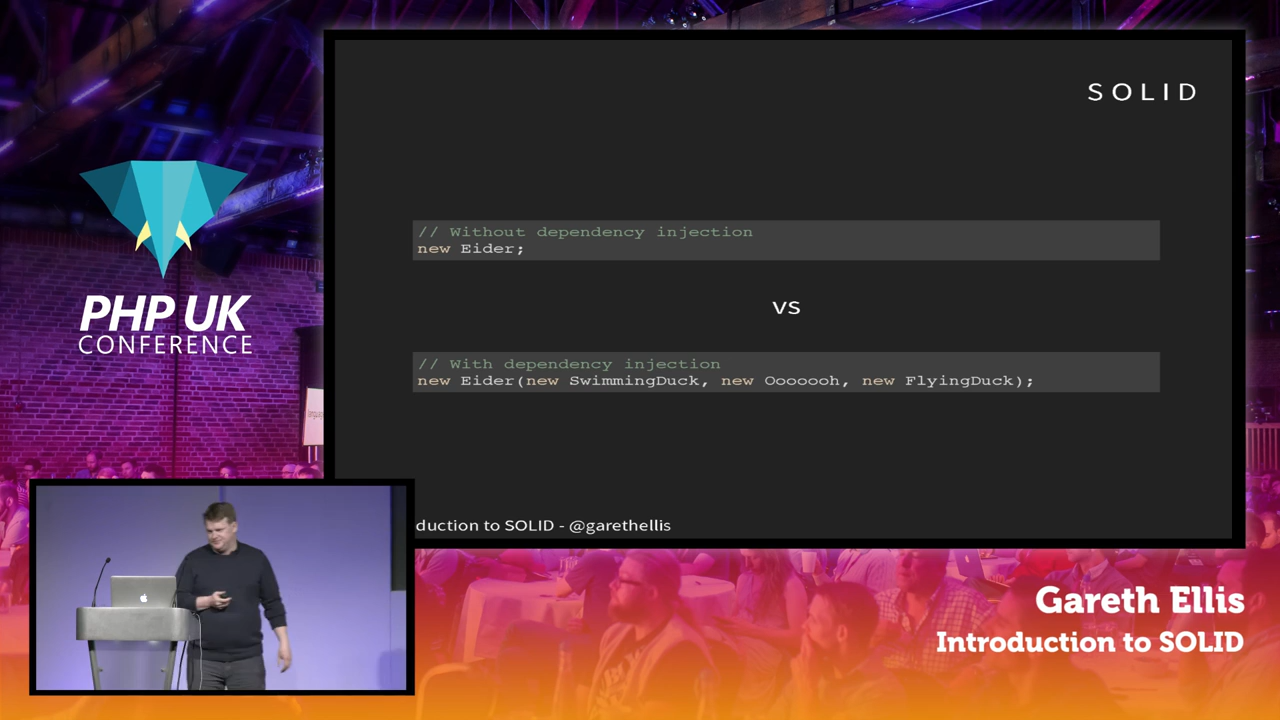 SOLID
// Without dependency injection
new Eider;
vs
// With dependency injection
new Eider(new SwimmingDuck, new Ooooooh, new FlyingDuck);
duction to SOLID - @garethellis
PHP UK
CONFERENCE
Gareth Ellis
Introduction to SOLID